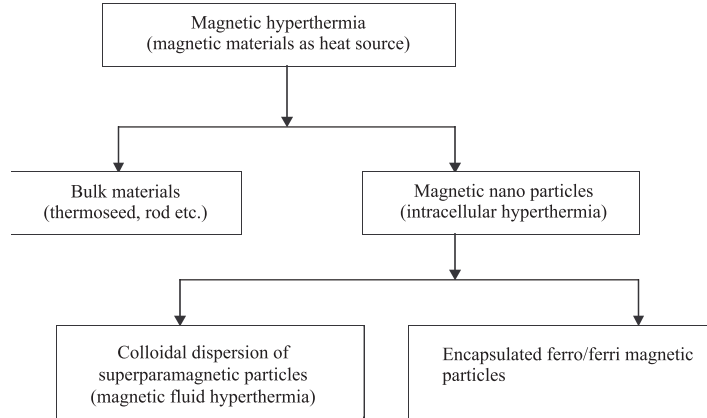 Magnetic hyperthermia
(magnetic materials as heat source)
Bulk materials
(thermoseed, rod etc.)
Magnetic nano particles
(intracellular hyperthermia)
Colloidal dispersion of
superparamagnetic particles
(magnetic fluid hyperthermia)
Encapsulated ferro/ferri magnetic
particles